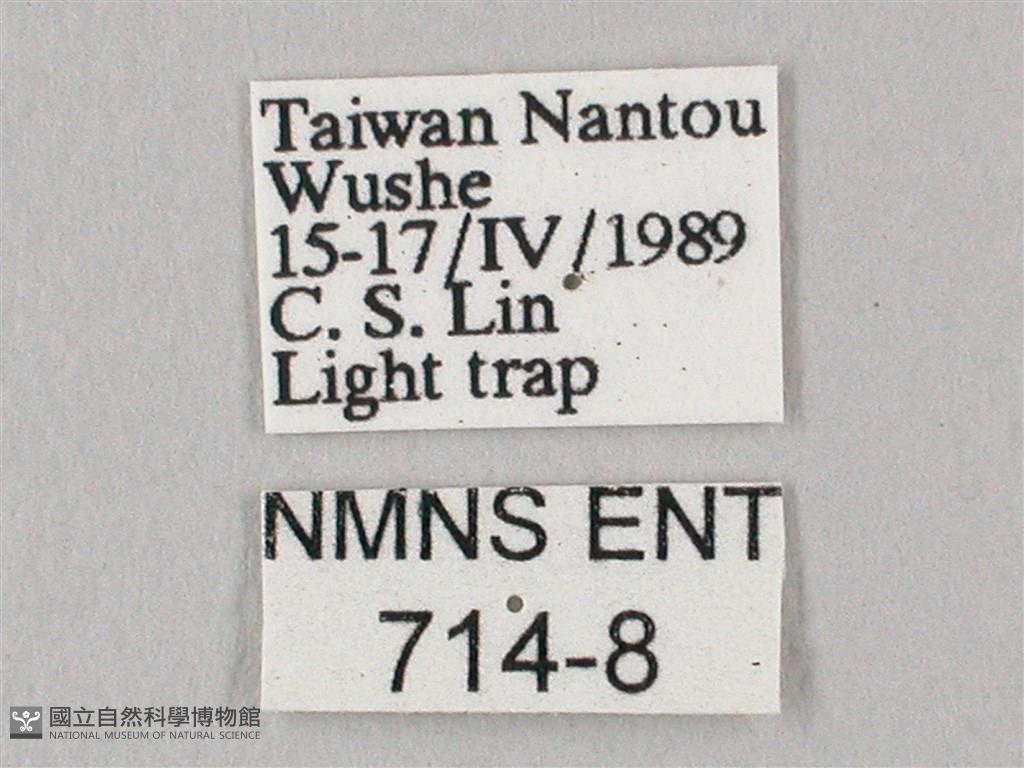 Taiwan Nantou
Wushe
15-17/IV/1989
C. S. Lin
Light trap
NMNS ENT
714-8
國立自然科學博物館
NATIONAL MUSEUM OF NATURAL SCIENCE